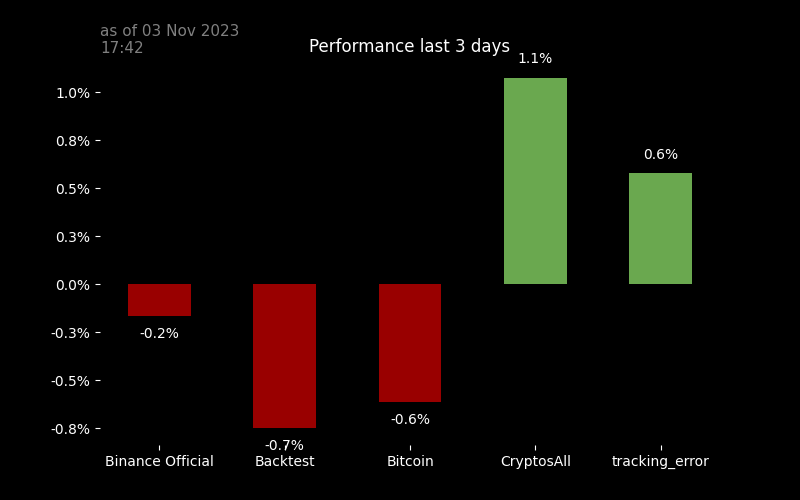 as of 03 Nov 2023
17:42
Performance last 3 days
1.1%
1.0%
0.8%
0.6%
0.5%
0.3%
0.0%
-0.3%
-0.2%
-0.5%
-0.6%
-0.8%
-0.7%
Binance Official
Backtest
Bitcoin
CryptosAll
tracking_error